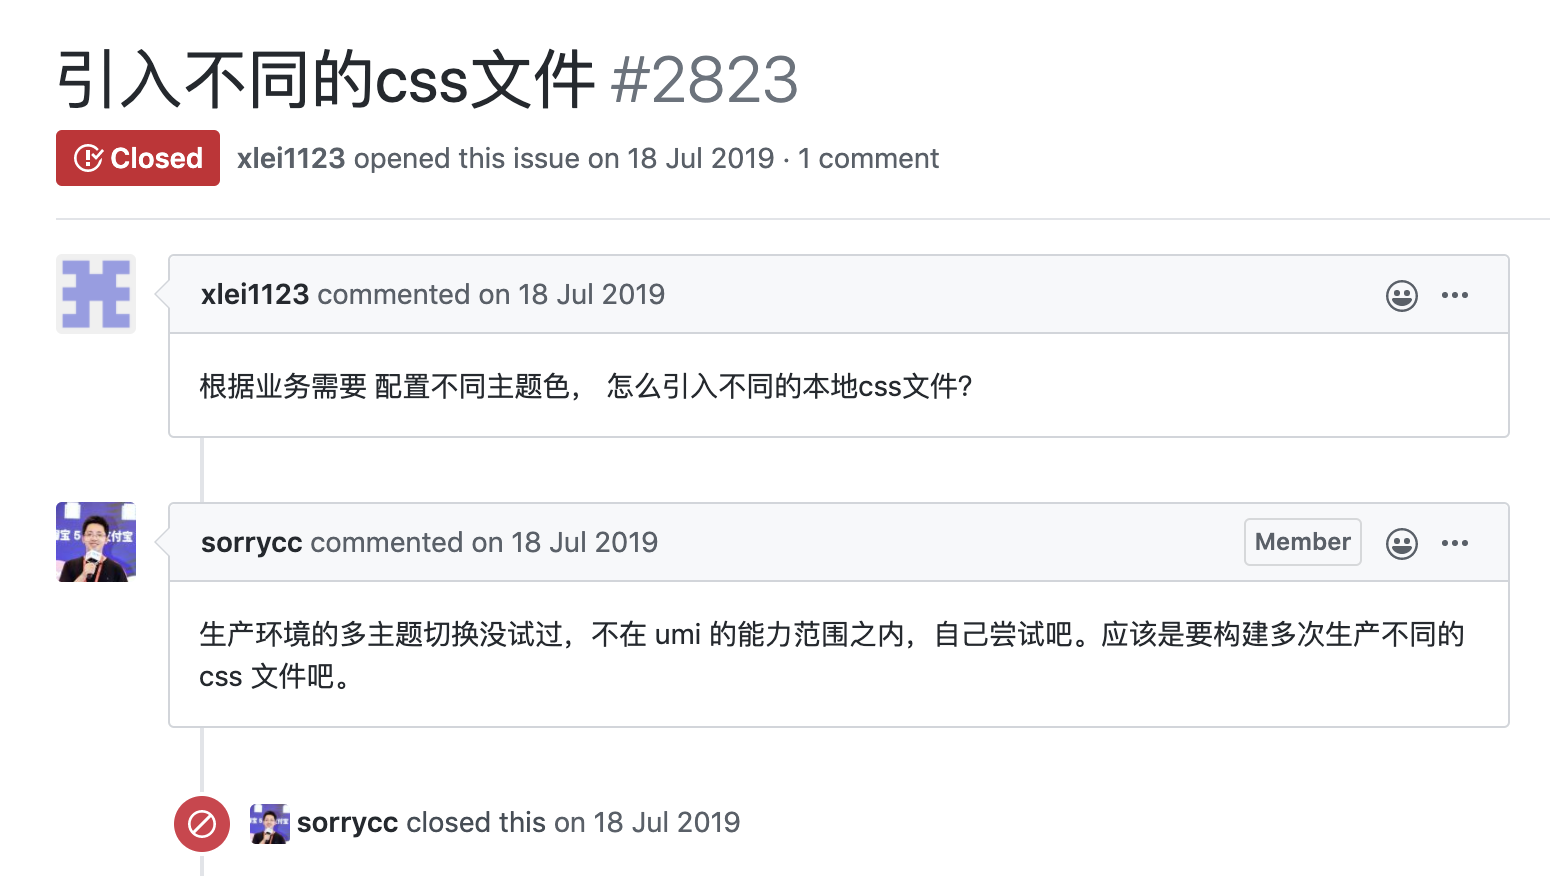 引入不同的css文件 #2823
Closed xlei1123 opened this issue on 18 Jul 2019 · 1 comment
xlei1123 commented on 18 Jul 2019
根据业务需要 配置不同主题色， 怎么引入不同的本地css文件?
sorrycc commented on 18 Jul 2019 Member
生产环境的多主题切换没试过，不在 umi 的能力范围之内，自己尝试吧。应该是要构建多次生产不同的
css 文件吧。
sorrycc closed this on 18 Jul 2019